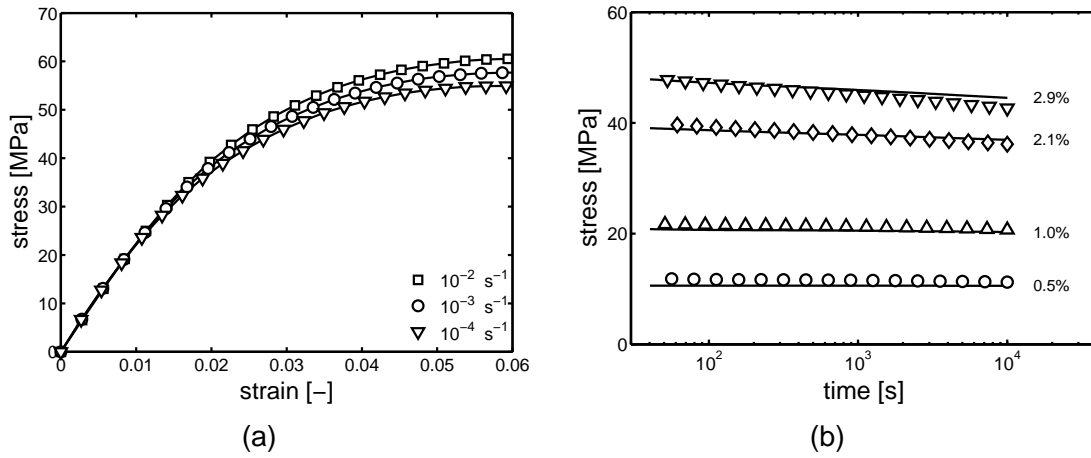 70
60
50
40
30
20
10
0
stress [MPa]
0 0.01 0.02 0.03 0.04 0.05 0.06
strain [−]
10−2 s−1
10−3 s−1
10−4 s−1
(a)
60
40
20
0
stress [MPa]
10² 10³ 10⁴
time [s]
2.9%
2.1%
1.0%
0.5%
(b)